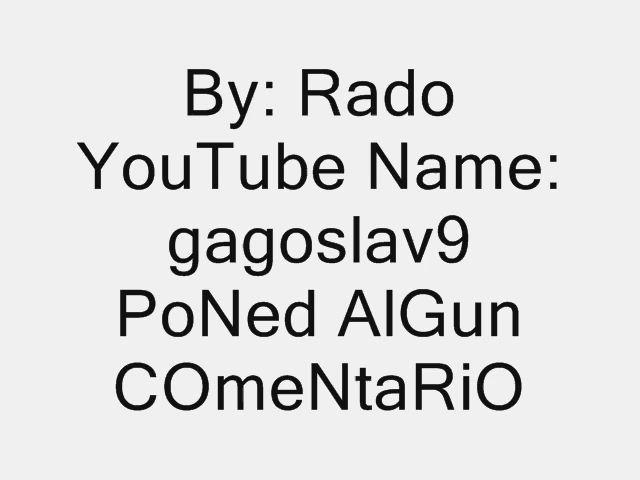 By: Rado
YouTube Name:
gagoslav9
PoNed AlGun
COmeNtaRiO